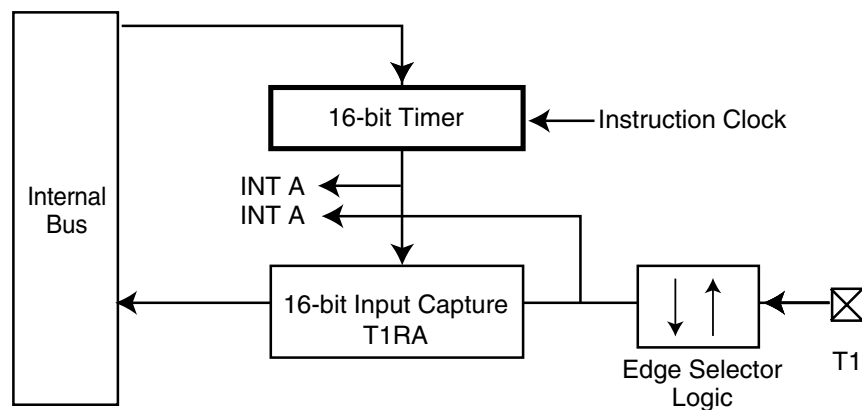 16-bit Timer
Instruction Clock
INT A
INT A
Internal
Bus
16-bit Input Capture
T1RA
T1
Edge Selector
Logic